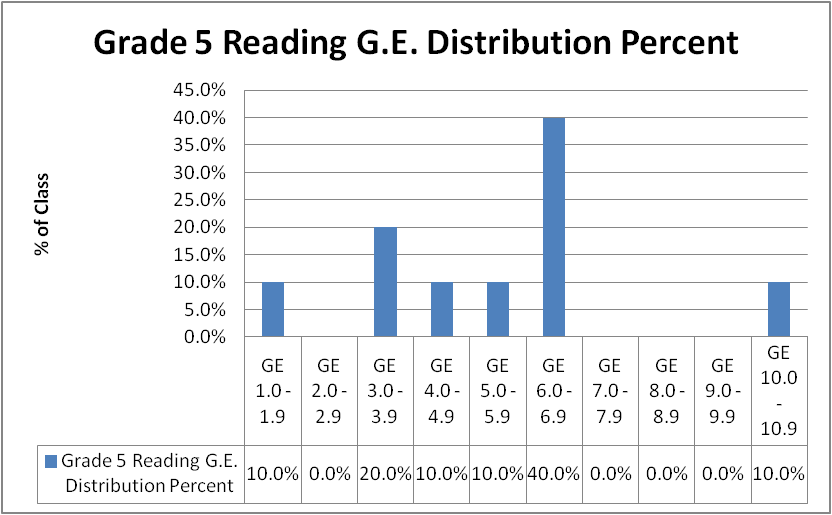 Grade 5 Reading G.E. Distribution Percent
% of Class
45.0%
40.0%
35.0%
30.0%
25.0%
20.0%
15.0%
10.0%
5.0%
0.0%
GE 1.0 - 1.9
GE 2.0 - 2.9
GE 3.0 - 3.9
GE 4.0 - 4.9
GE 5.0 - 5.9
GE 6.0 - 6.9
GE 7.0 - 7.9
GE 8.0 - 8.9
GE 9.0 - 9.9
GE 10.0 - 10.9
Grade 5 Reading G.E.
Distribution Percent
10.0% 0.0% 20.0% 10.0% 10.0% 40.0% 0.0% 0.0% 0.0% 10.0%